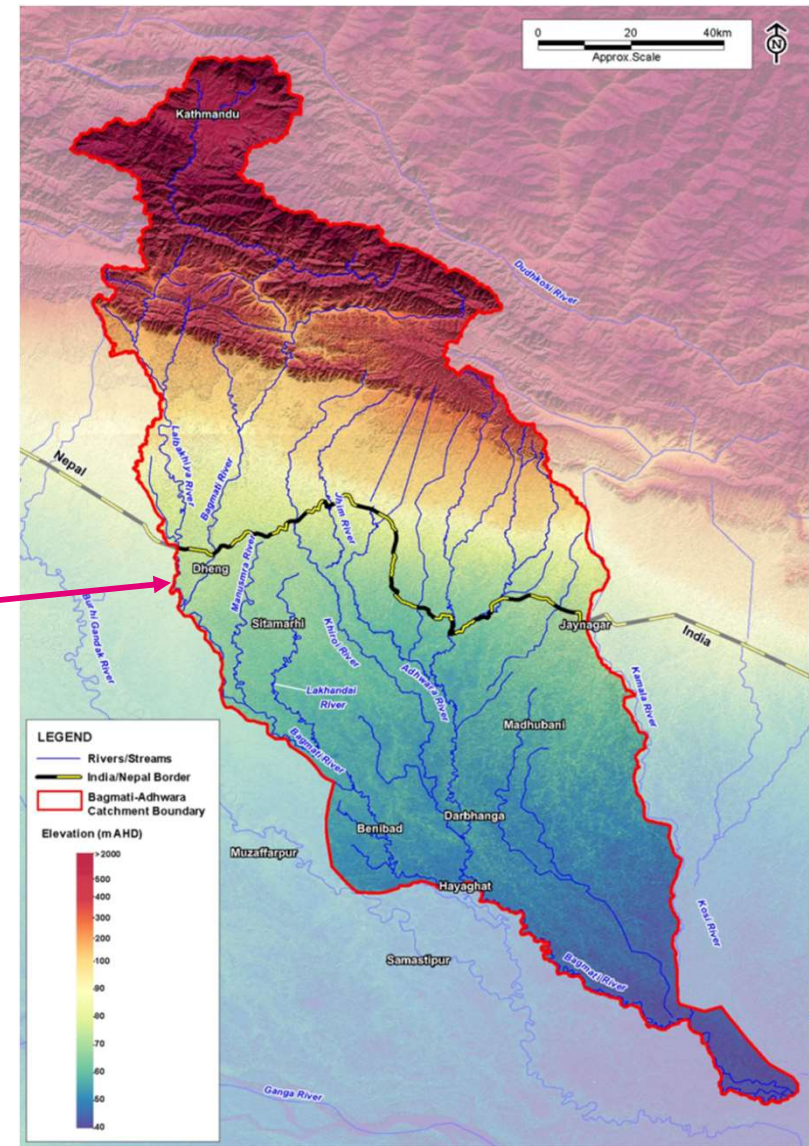 0 20 40km
Approx.Scale
N
Kathmandu
Dudhkosi River
Nepal
Lalbakhiya River
Bagmati River
Jhim River
Dheng
Manusmra River
Burhi Gandak River
Sitamarhi
Khiroi River
Jaynagar
India
Adhwara River
Kamala River
Lakhandai
River
Madhubani
Bagmati River
LEGEND
Rivers/Streams
India/Nepal Border
Bagmati-Adhwara
Catchment Boundary
Elevation (m AHD)
>2000
500
400
300
200
100
90
80
70
60
50
40
Benibad
Darbhanga
Muzaffarpur
Hayaghat
Kosi River
Samastipur
Bagmari River
Ganga River